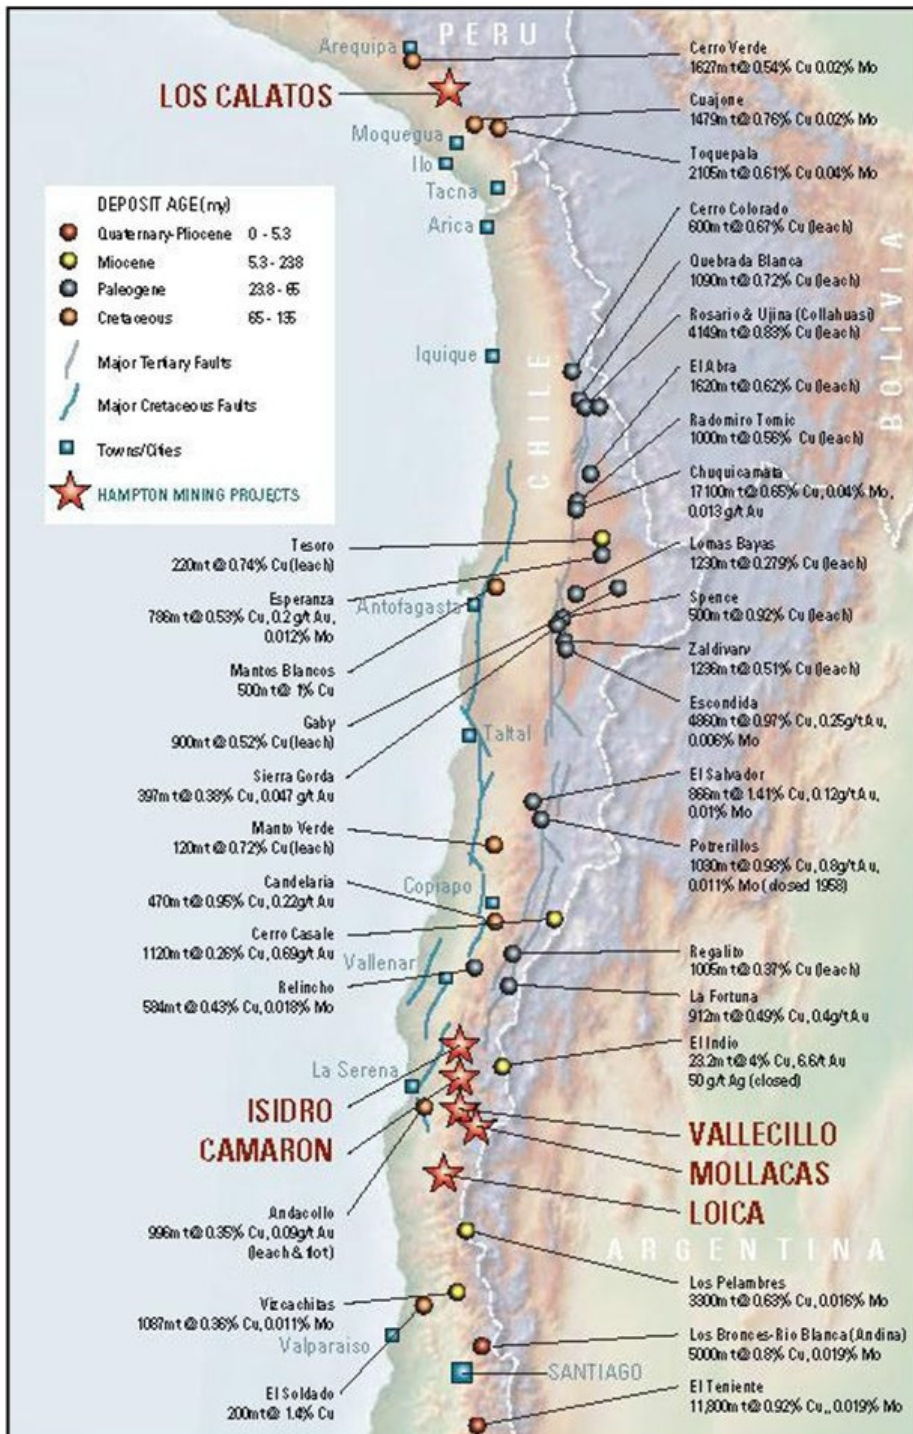 PERU
Arequipa
LOS CALATOS
Moquegua
Ilo
Tacna
Arica
DEPOSIT AGE (my)
Quaternary-Pliocene 0 - 5.3
Miocene 5.3 - 23.8
Paleogene 23.8 - 65
Cretaceous 65 - 135
Major Tertiary Faults
Major Cretaceous Faults
Towns/Cities
HAMPTON MINING PROJECTS
Iquique
CHILE
BOLIVIA
Cerro Verde
1627mt @ 0.54% Cu 0.02% Mo
Cuajone
1479mt @ 0.76% Cu 0.02% Mo
Toquepala
2105mt @ 0.61% Cu 0.04% Mo
Cerro Colorado
600mt @ 0.67% Cu (leach)
Quebrada Blanca
1090mt @ 0.72% Cu (leach)
Rosario & Ujina (Collahuasi)
4149mt @ 0.83% Cu (leach)
El Abra
1620mt @ 0.62% Cu (leach)
Radomiro Tomic
1000mt @ 0.56% Cu (leach)
Chuquicamata
17100mt @ 0.65% Cu, 0.04% Mo,
0.013 g/t Au
Lomas Bayas
1230mt @ 0.279% Cu (leach)
Spence
500mt @ 0.92% Cu (leach)
Zaldivarv
1236mt @ 0.51% Cu (leach)
Escondida
4860mt @ 0.97% Cu, 0.25g/t Au,
0.006% Mo
El Salvador
866mt @ 1.41% Cu, 0.12g/t Au,
0.01% Mo
Potrerillos
1030mt @ 0.98% Cu, 0.8g/t Au,
0.011% Mo (closed 1958)
Regalito
1005mt @ 0.37% Cu (leach)
La Fortuna
912mt @ 0.49% Cu, 0.4g/t Au
El Indio
23.2mt @ 4% Cu, 6.6/t Au
50 g/t Ag (closed)
Tesoro
220mt @ 0.74% Cu (leach)
Esperanza
786mt @ 0.53% Cu, 0.2 g/t Au,
0.012% Mo
Antofagasta
Mantos Blancos
500mt @ 1% Cu
Gaby
900mt @ 0.52% Cu (leach)
Taltal
Sierra Gorda
397mt @ 0.38% Cu, 0.047 g/t Au
Manto Verde
120mt @ 0.72% Cu (leach)
Candelaria
470mt @ 0.95% Cu, 0.22g/t Au
Copiapo
Cerro Casale
1120mt @ 0.26% Cu, 0.69g/t Au
Vallenar
Relincho
584mt @ 0.43% Cu, 0.018% Mo
La Serena
ISIDRO
CAMARON
VALLECILLO
MOLLACAS
LOICA
ARGENTINA
Andacollo
996mt @ 0.35% Cu, 0.09g/t Au
(leach & flot)
Los Pelambres
3300mt @ 0.63% Cu, 0.016% Mo
Vizcachitas
1087mt @ 0.36% Cu, 0.011% Mo
Valparaiso
Los Bronces-Rio Blanca (Andina)
5000mt @ 0.8% Cu, 0.019% Mo
SANTIAGO
El Soldado
200mt @ 1.4% Cu
El Teniente
11,800mt @ 0.92% Cu,, 0.019% Mo